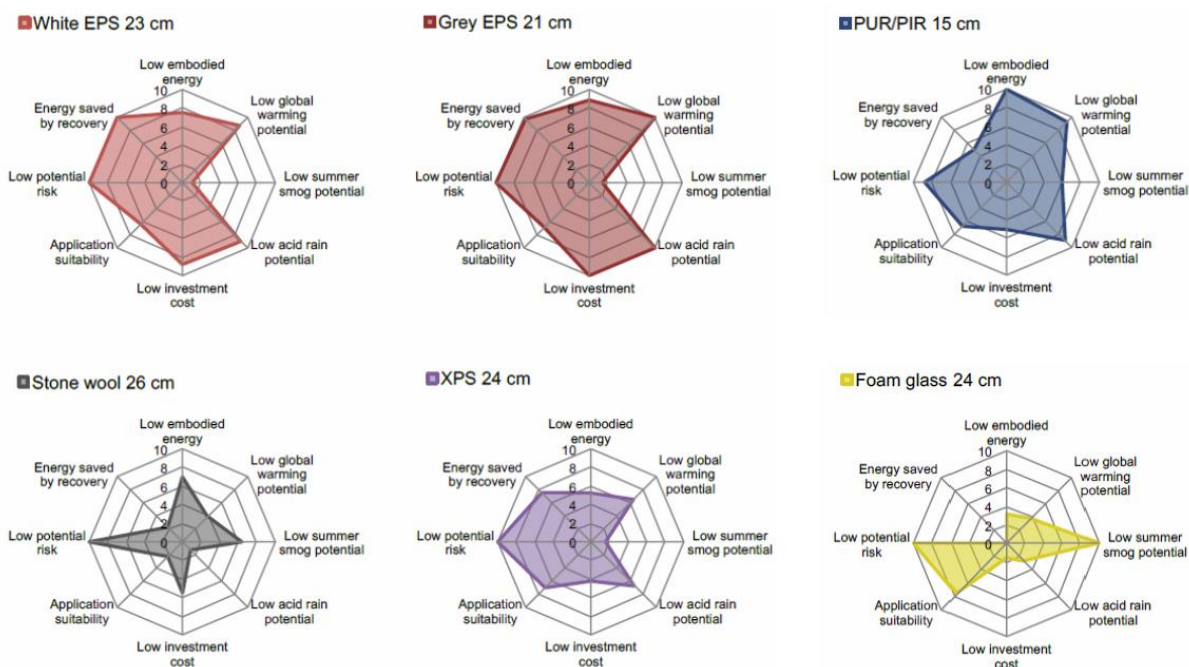 White EPS 23 cm
Low embodied
energy
10
8
6
4
2
0
Low global
warming
potential
Low summer
smog potential
Low acid rain
potential
Low investment
cost
Application
suitability
Low potential
risk
Energy saved
by recovery
Grey EPS 21 cm
Low embodied
energy
10
8
6
4
2
0
Low global
warming
potential
Low summer
smog potential
Low acid rain
potential
Low investment
cost
Application
suitability
Low potential
risk
Energy saved
by recovery
PUR/PIR 15 cm
Low embodied
energy
10
8
6
4
2
0
Low global
warming
potential
Low summer
smog potential
Low acid rain
potential
Low investment
cost
Application
suitability
Low potential
risk
Energy saved
by recovery
Stone wool 26 cm
Low embodied
energy
10
8
6
4
2
0
Low global
warming
potential
Low summer
smog potential
Low acid rain
potential
Low investment
cost
Application
suitability
Low potential
risk
Energy saved
by recovery
XPS 24 cm
Low embodied
energy
10
8
6
4
2
0
Low global
warming
potential
Low summer
smog potential
Low acid rain
potential
Low investment
cost
Application
suitability
Low potential
risk
Energy saved
by recovery
Foam glass 24 cm
Low embodied
energy
10
8
6
4
2
0
Low global
warming
potential
Low summer
smog potential
Low acid rain
potential
Low investment
cost
Application
suitability
Low potential
risk
Energy saved
by recovery